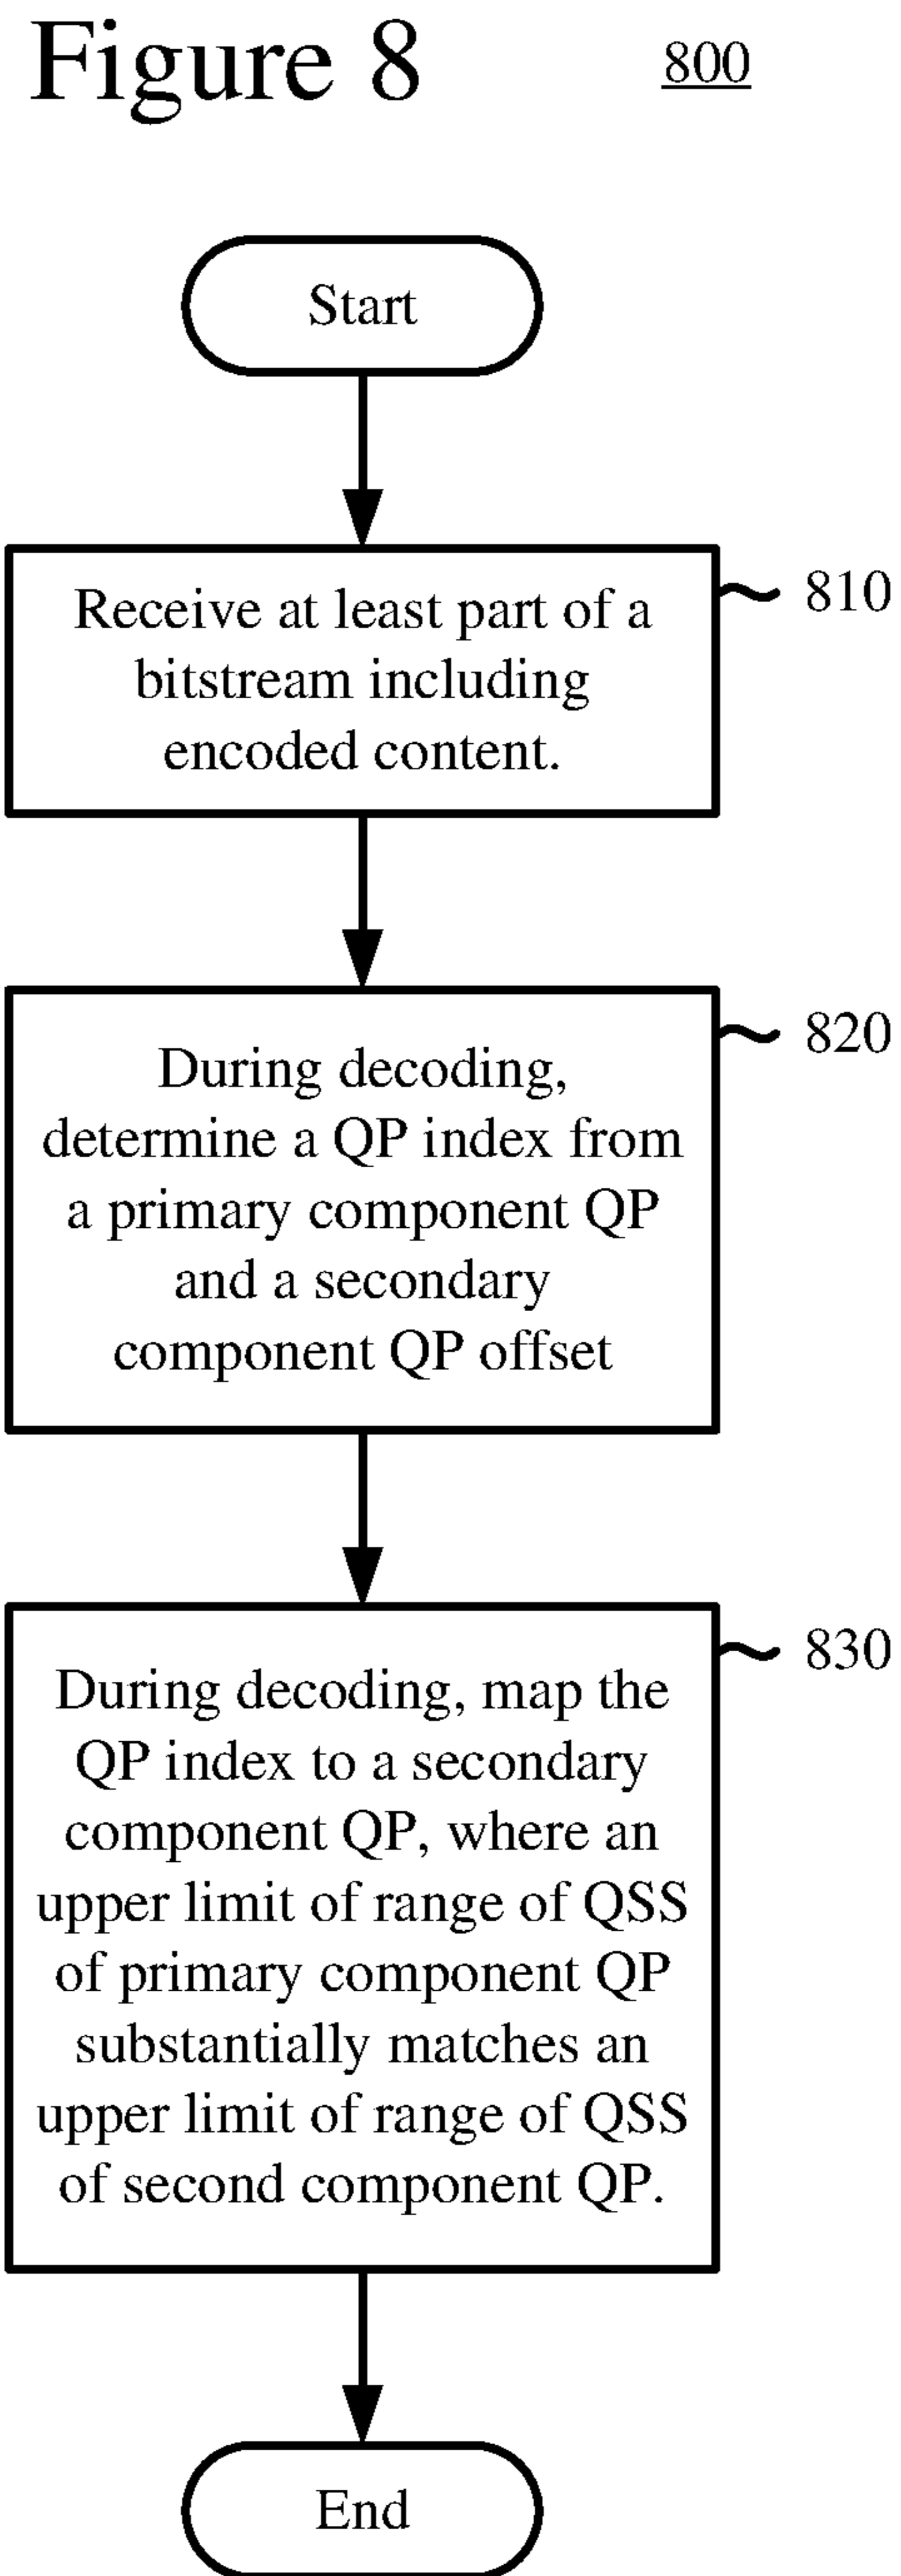 Figure 8 800
Start
Receive at least part of a
bitstream including
encoded content.
810
During decoding,
determine a QP index from
a primary component QP
and a secondary
component QP offset
820
During decoding, map the
QP index to a secondary
component QP, where an
upper limit of range of QSS
of primary component QP
substantially matches an
upper limit of range of QSS
of second component QP.
830
End